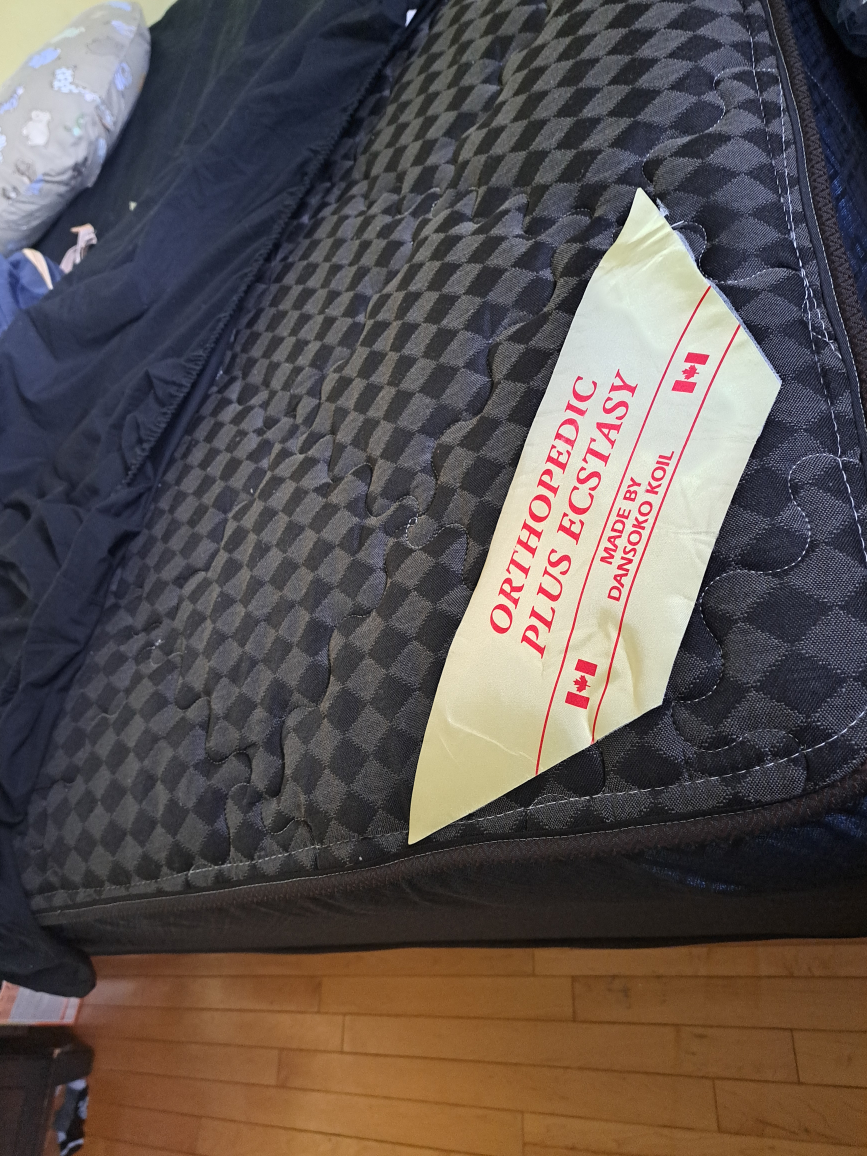 ORTHOPEDIC
PLUS ECSTASY
MADE BY
DANSOKO KOIL